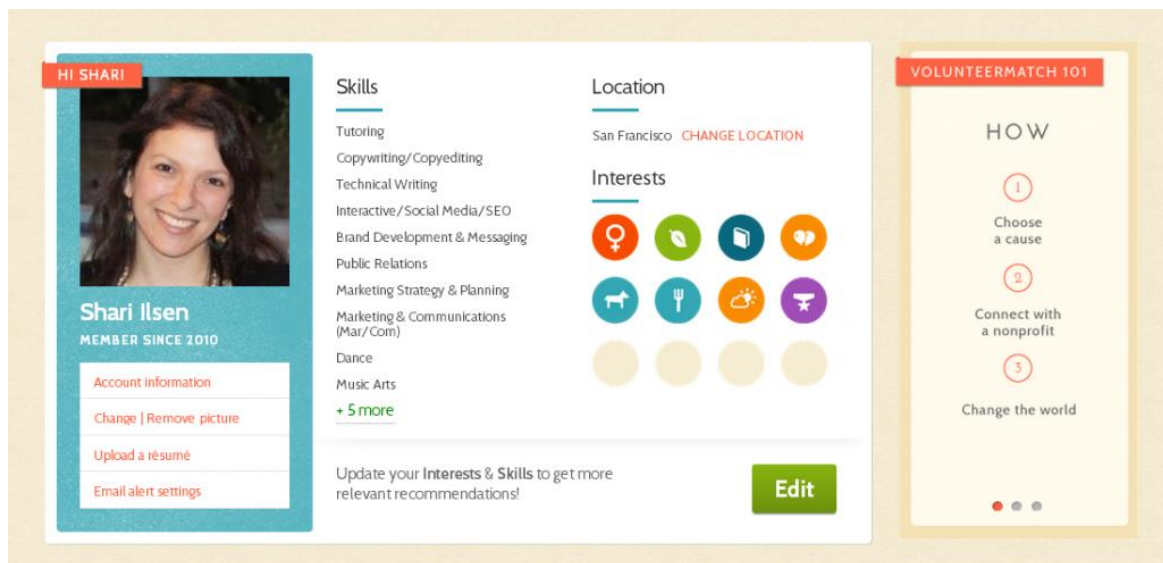 HI SHARI
Shari Ilsen
MEMBER SINCE 2010
Account information
Change | Remove picture
Upload a résumé
Email alert settings
Skills
Tutoring
Copywriting/Copyediting
Technical Writing
Interactive/Social Media/SEO
Brand Development & Messaging
Public Relations
Marketing Strategy & Planning
Marketing & Communications
(Mar/Com)
Dance
Music Arts
+ 5 more
Location
San Francisco CHANGE LOCATION
Interests
Update your Interests & Skills to get more
relevant recommendations!
Edit
VOLUNTEERMATCH 101
HOW
1
Choose
a cause
2
Connect with
a nonprofit
3
Change the world